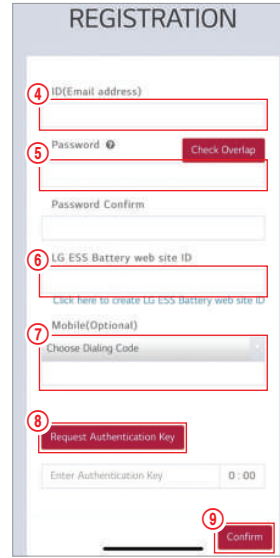 REGISTRATION
④ ID(Email address)
Password ?
Check Overlap
⑤
Password Confirm
⑥ LG ESS Battery web site ID
Click here to create LG ESS Battery web site ID
Mobile(Optional)
⑦
Choose Dialing Code
⑧
Request Authentication Key
Enter Authentication Key 0 : 00
⑨
Confirm